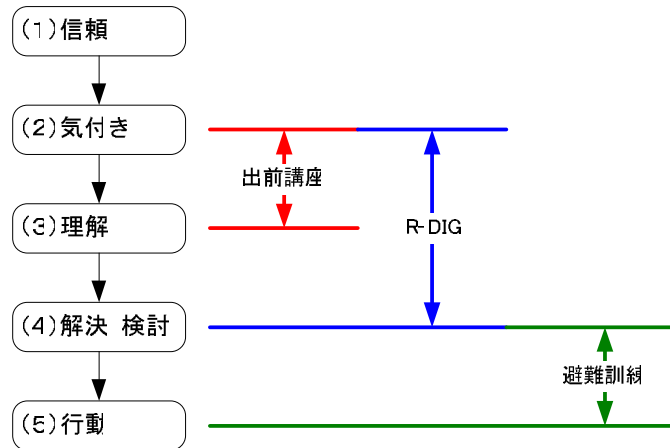 (1)信頼
(2)気付き
出前講座
(3)理解
R-DIG
(4)解決 検討
避難訓練
(5)行動